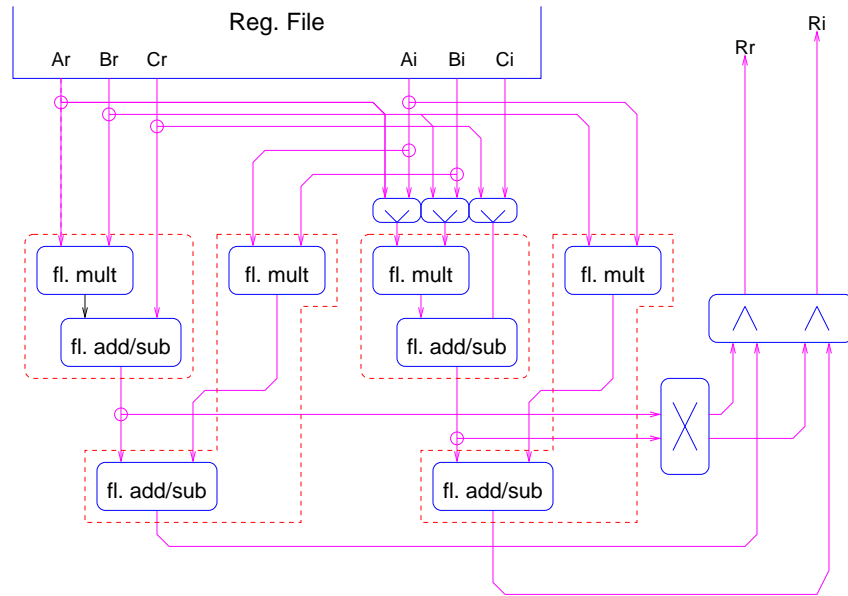 Reg. File
Ri
Rr
Ar Br Cr Ai Bi Ci
fl. mult fl. mult fl. mult fl. mult
fl. add/sub fl. add/sub
fl. add/sub fl. add/sub